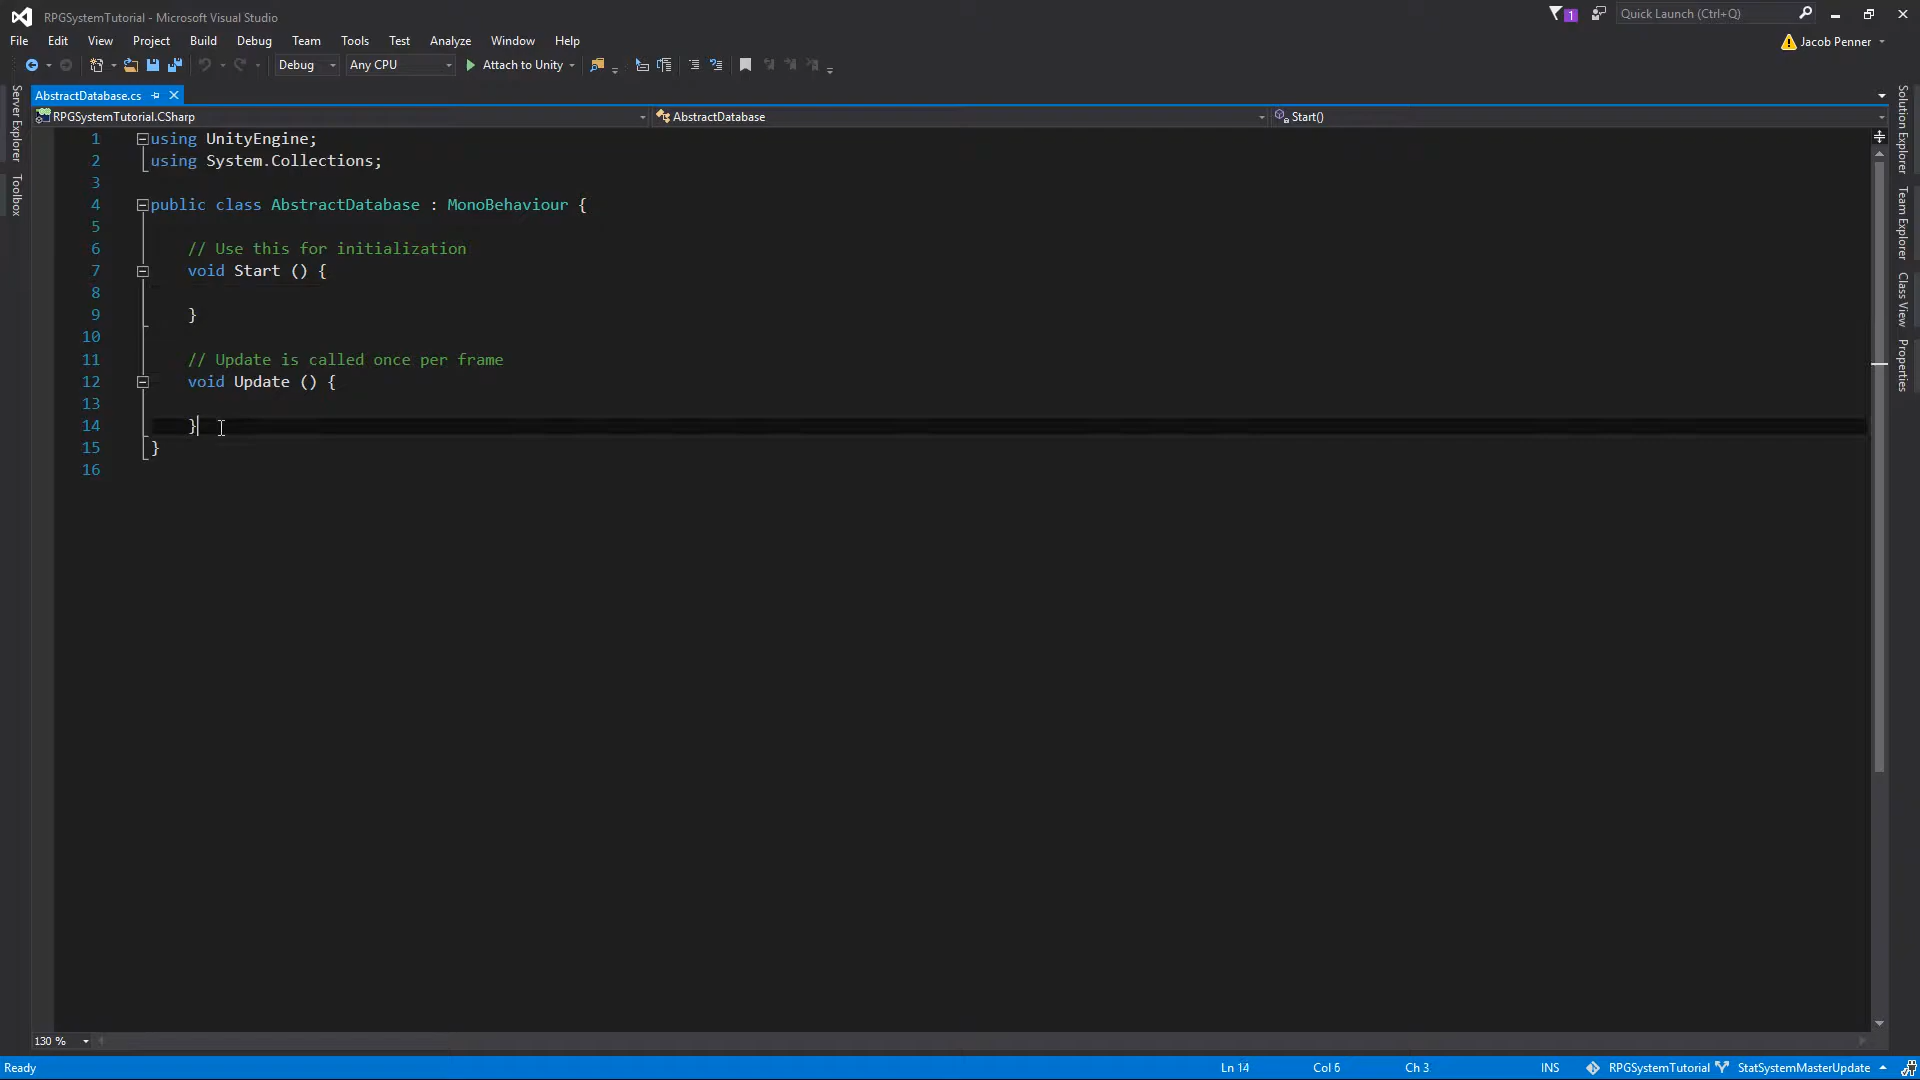 RPGSystemTutorial - Microsoft Visual Studio
1
Quick Launch (Ctrl+Q)
File Edit View Project Build Debug Team Tools Test Analyze Window Help
Jacob Penner
Debug Any CPU Attach to Unity
AbstractDatabase.cs
RPGSystemTutorial.CSharp AbstractDatabase Start()
Server Explorer
Toolbox
1 using UnityEngine;
2 using System.Collections;
3
4 public class AbstractDatabase : MonoBehaviour {
5
6 // Use this for initialization
7 void Start () {
8
9 }
10
11 // Update is called once per frame
12 void Update () {
13
14 }
15 }
16
Solution Explorer
Team Explorer
Class View
Properties
130 %
Ready Ln 14 Col 6 Ch 3 INS RPGSystemTutorial StatSystemMasterUpdate